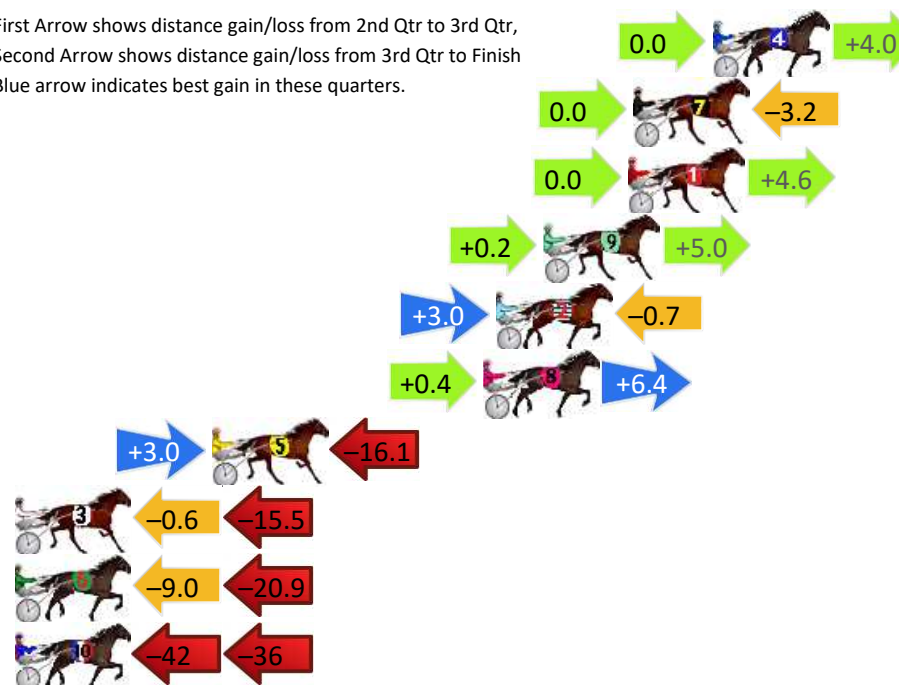 First Arrow shows distance gain/loss from 2nd Qtr to 3rd Qtr,
Second Arrow shows distance gain/loss from 3rd Qtr to Finish
Blue arrow indicates best gain in these quarters.
0.0 4 +4.0
0.0 7 –3.2
0.0 1 +4.6
+0.2 9 +5.0
+3.0 2 –0.7
+0.4 8 +6.4
+3.0 5 –16.1
3 –0.6 –15.5
6 –9.0 –20.9
10 –42 –36